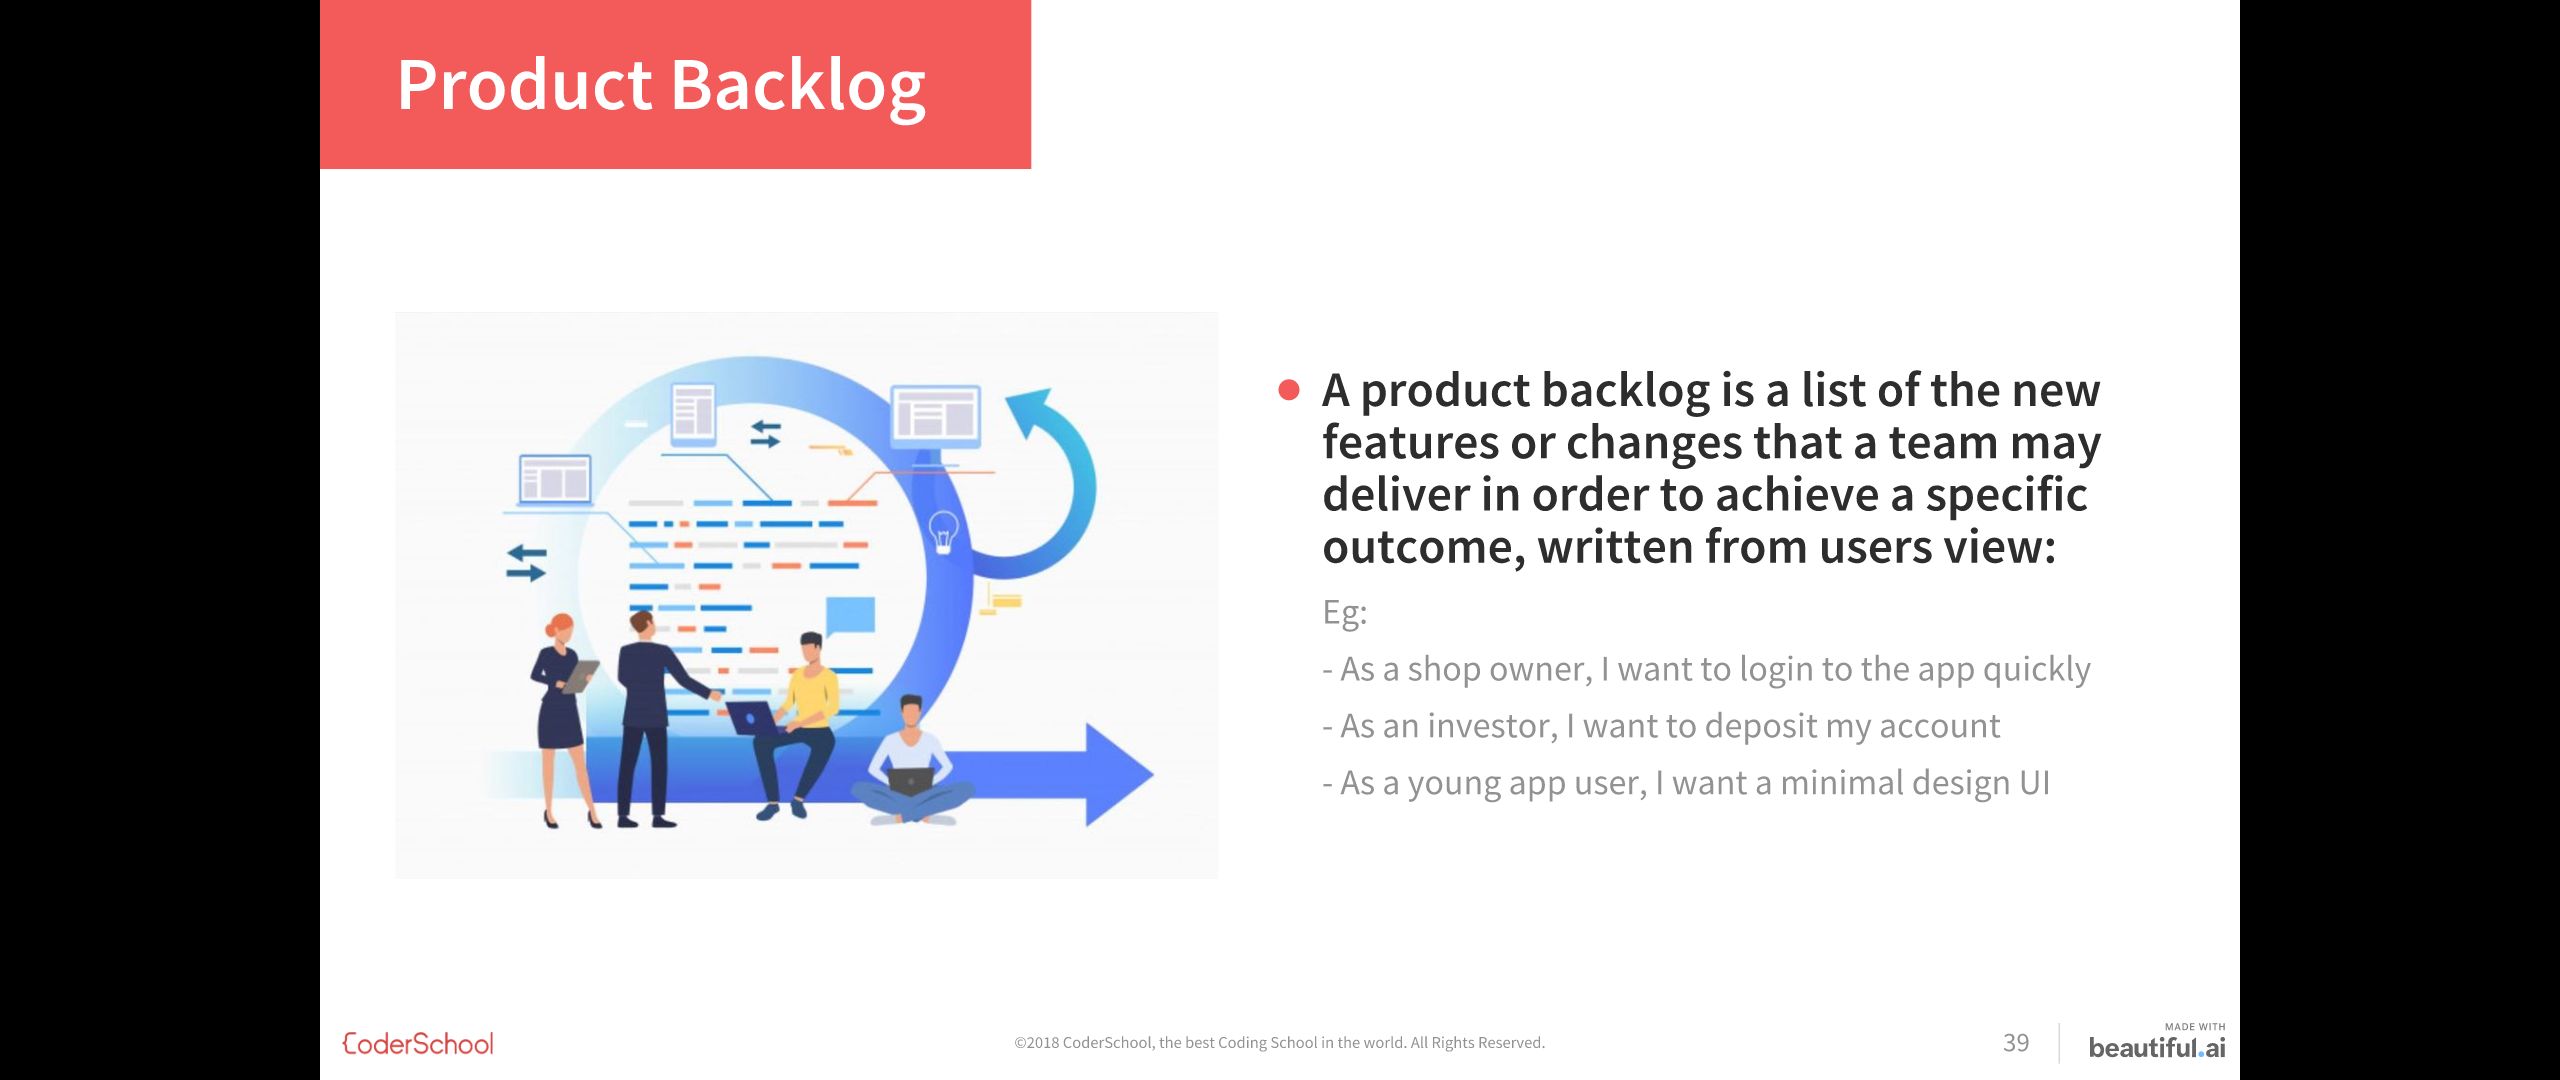 Product Backlog
A product backlog is a list of the new
features or changes that a team may
deliver in order to achieve a specific
outcome, written from users view:
Eg:
- As a shop owner, I want to login to the app quickly
- As an investor, I want to deposit my account
- As a young app user, I want a minimal design UI
CoderSchool
©2018 CoderSchool, the best Coding School in the world. All Rights Reserved.
39
MADE WITH
beautiful.ai